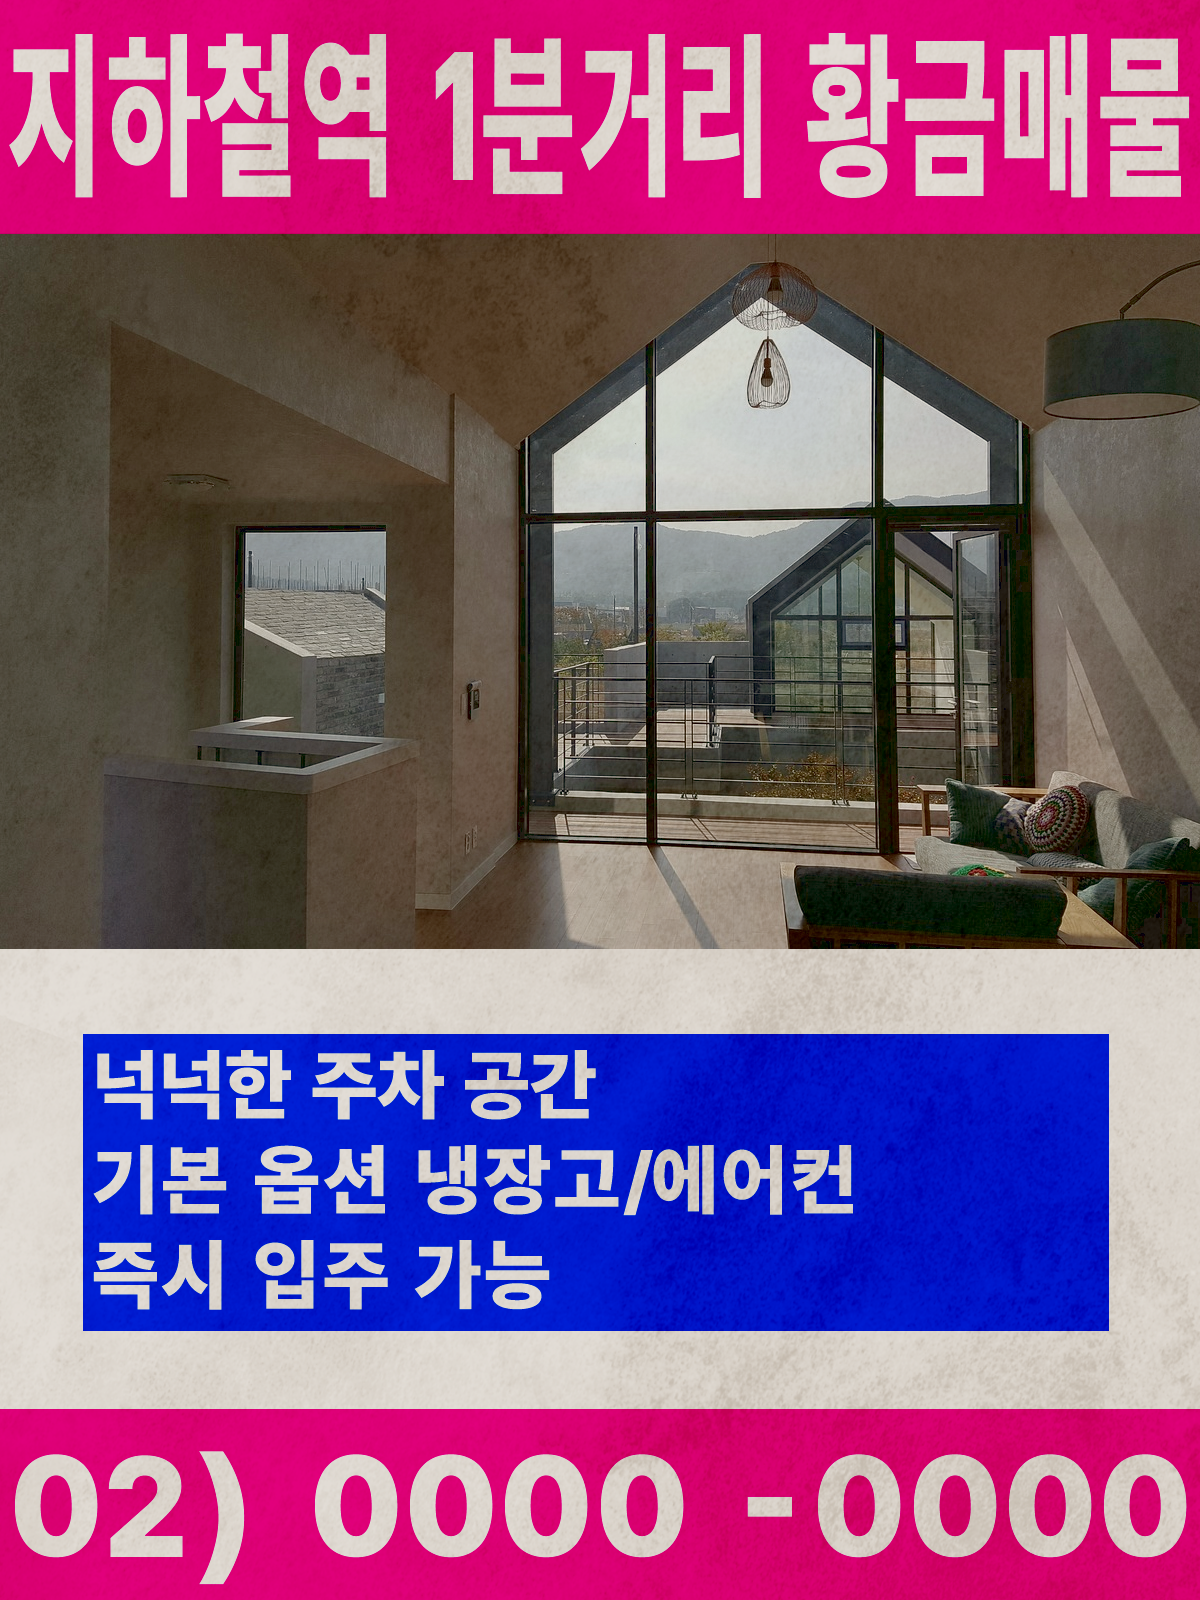 지하철역 1분거리 황금매물
넉넉한 주차 공간
기본 옵션 냉장고/에어컨
즉시 입주 가능
02) 0000 -0000